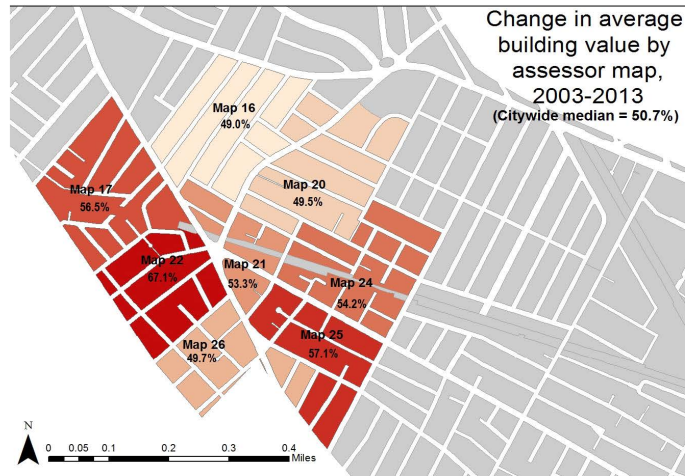 Change in average
building value by
assessor map,
2003-2013
(Citywide median = 50.7%)
Map 16
49.0%
Map 20
49.5%
Map 17
56.5%
Map 22
67.1%
Map 21
53.3%
Map 24
54.2%
Map 25
57.1%
Map 26
49.7%
N
0 0.05 0.1 0.2 0.3 0.4
Miles